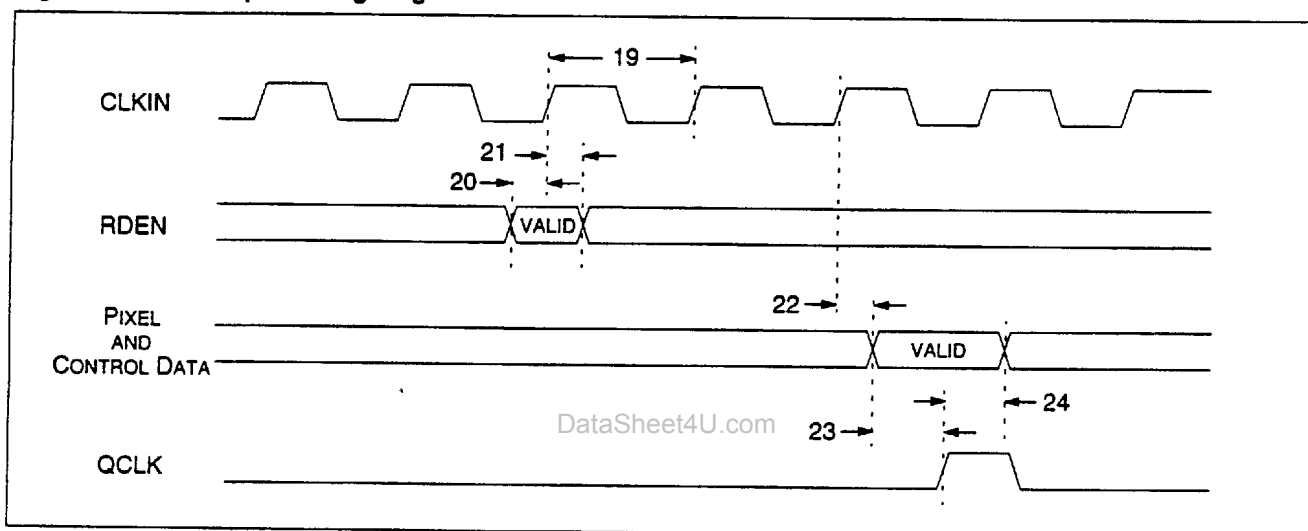 19
CLKIN
21
20
RDEN
VALID
22
PIXEL
AND
CONTROL DATA
VALID
24
DataSheet4U.com
23
QCLK